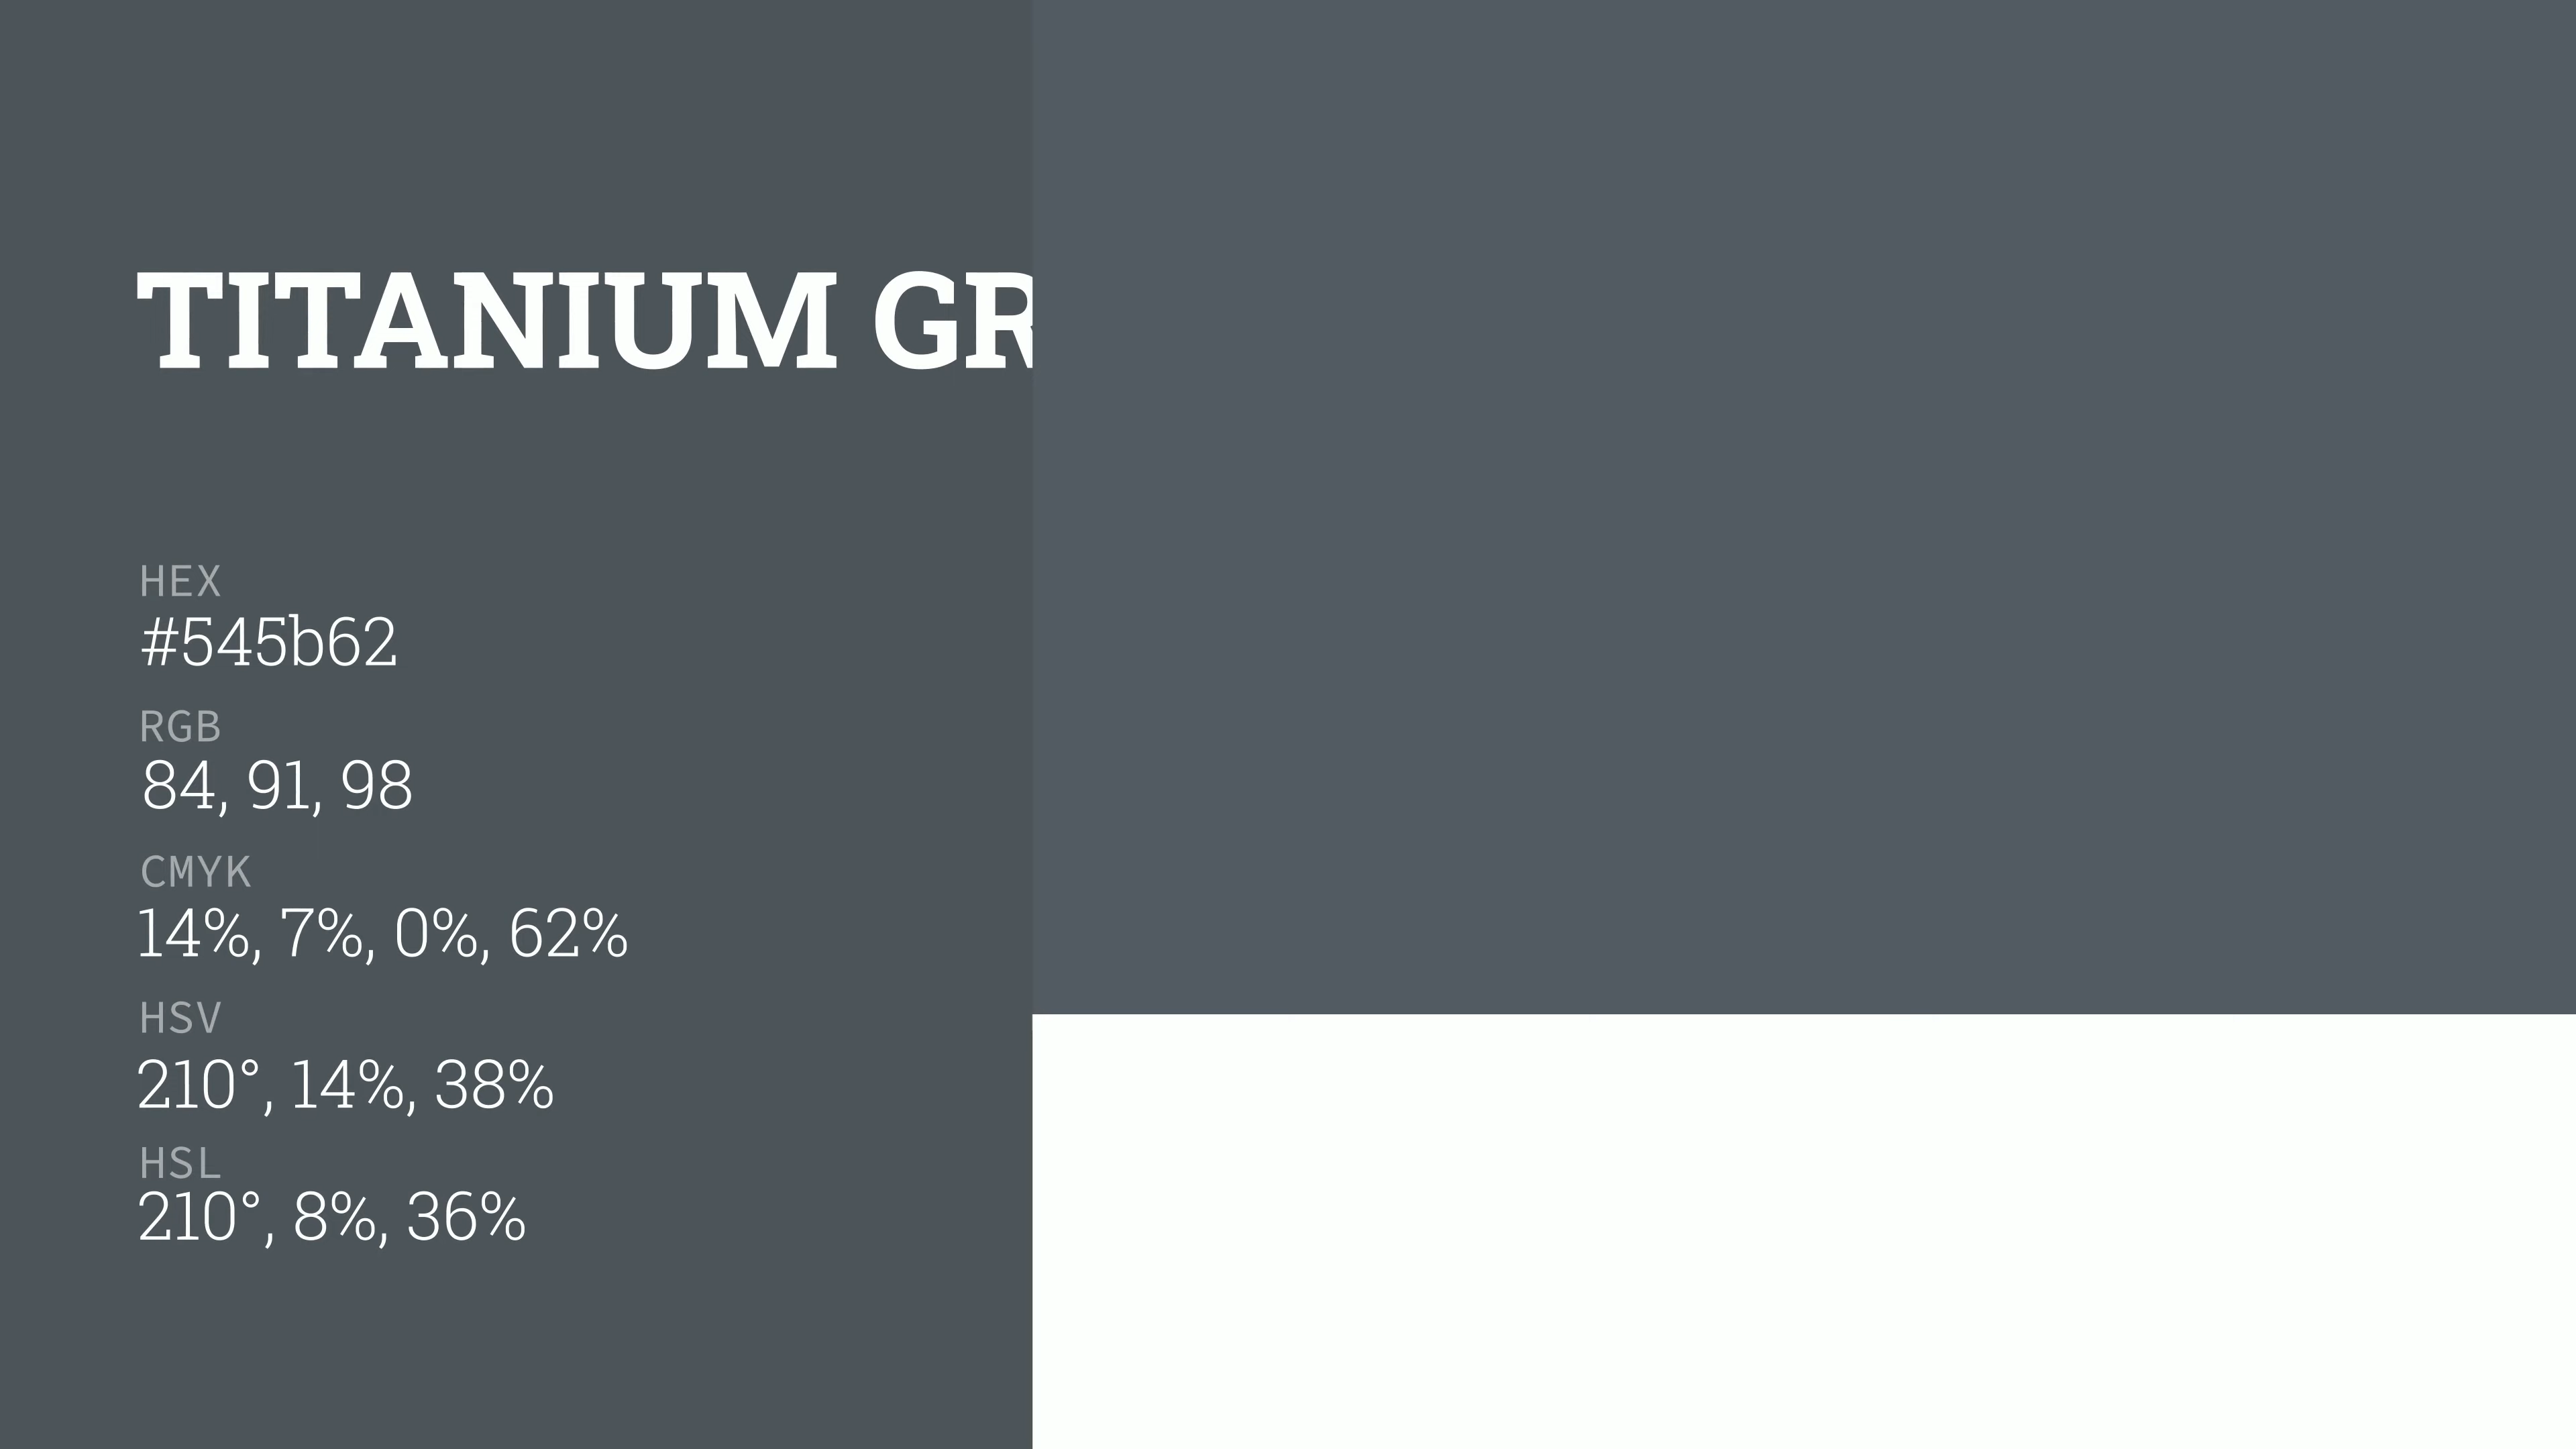 TITANIUM GR
HEX
#545b62
RGB
84, 91, 98
CMYK
14%, 7%, 0%, 62%
HSV
210°, 14%, 38%
HSL
210°, 8%, 36%